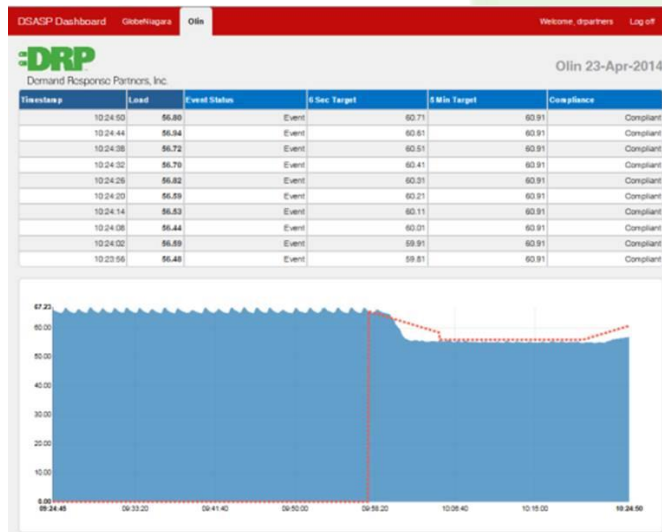 DSASP Dashboard GlobeNiagara Olin Welcome, drpartners Log off
DRP
Demand Response Partners, Inc.
Olin 23-Apr-2014
Timestamp Load Event Status 6 Sec Target 5 Min Target Compliance
10:24:50 56.80 Event 60.71 60.91 Compliant
10:24:44 56.94 Event 60.61 60.91 Compliant
10:24:38 56.72 Event 60.51 60.91 Compliant
10:24:32 56.70 Event 60.41 60.91 Compliant
10:24:26 56.82 Event 60.31 60.91 Compliant
10:24:20 56.59 Event 60.21 60.91 Compliant
10:24:14 56.53 Event 60.11 60.91 Compliant
10:24:08 56.44 Event 60.01 60.91 Compliant
10:24:02 56.59 Event 59.91 60.91 Compliant
10:23:56 56.48 Event 59.81 60.91 Compliant
67.23
60.00
50.00
40.00
30.00
20.00
10.00
0.00
09:24:45 09:33:20 09:41:40 09:50:00 09:58:20 10:06:40 10:15:00 10:24:50